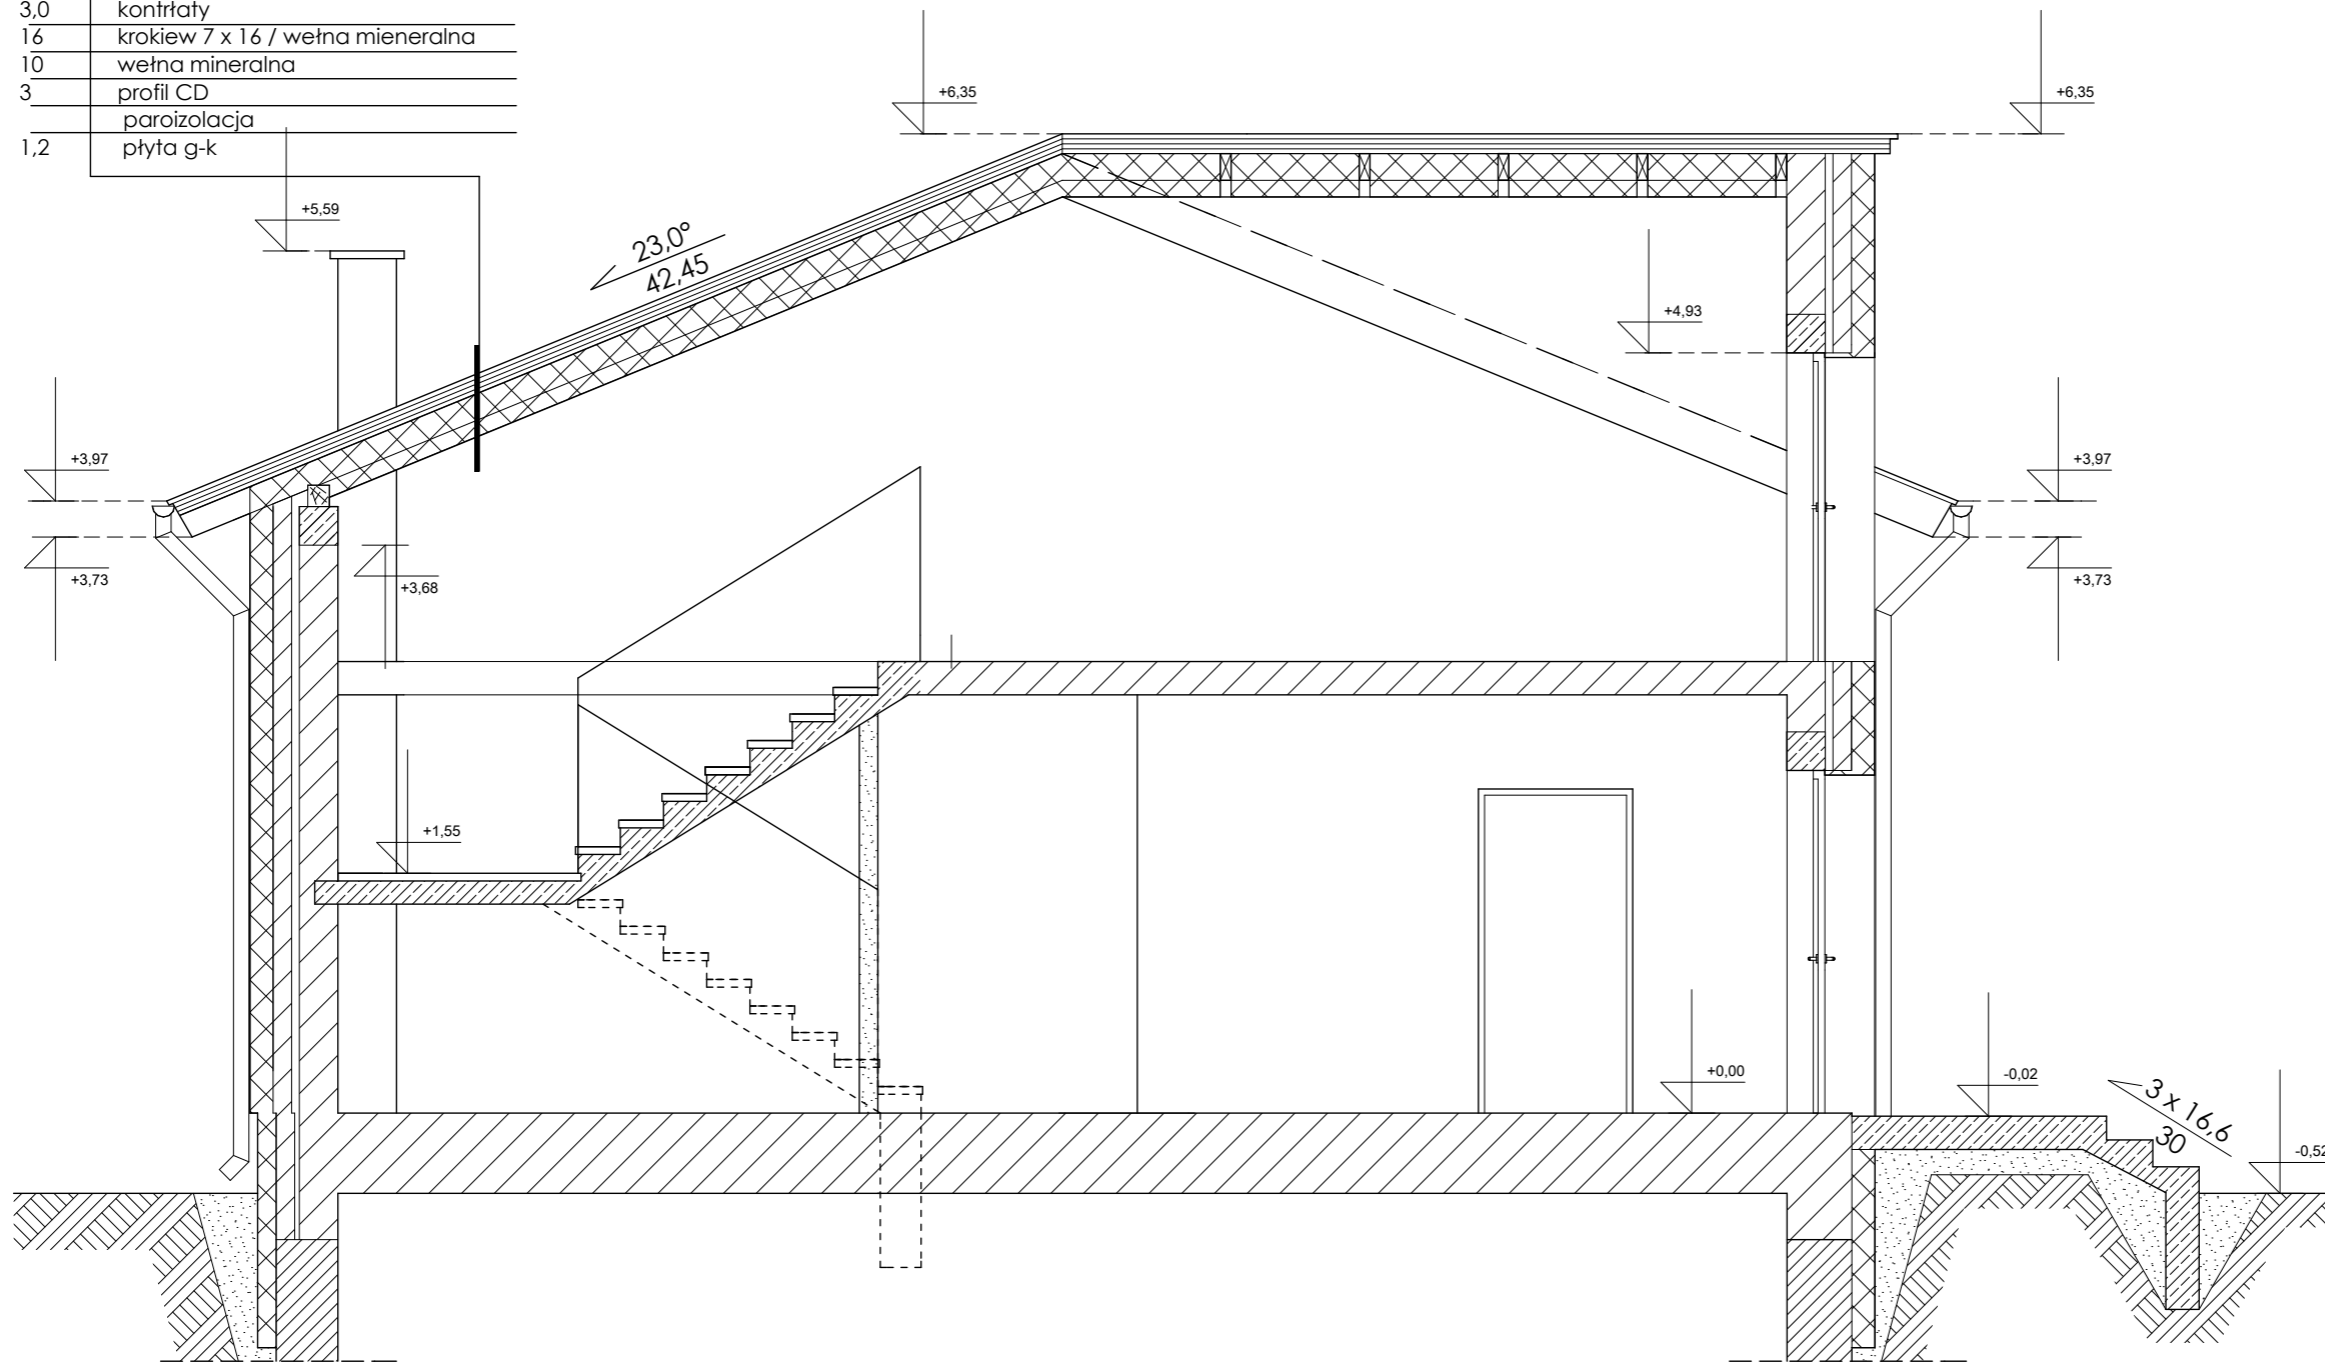 3,0 kontrłaty
16 krokiew 7 x 16 / wełna mieneralna
10 wełna mineralna
3 profil CD
paroizolacja
1,2 płyta g-k
+6,35
+6,35
+5,59
23,0°
42,45
+4,93
+3,97
+3,97
+3,73
+3,68
+3,73
+1,55
+0,00
-0,02
3 x 16,6
30
-0,52